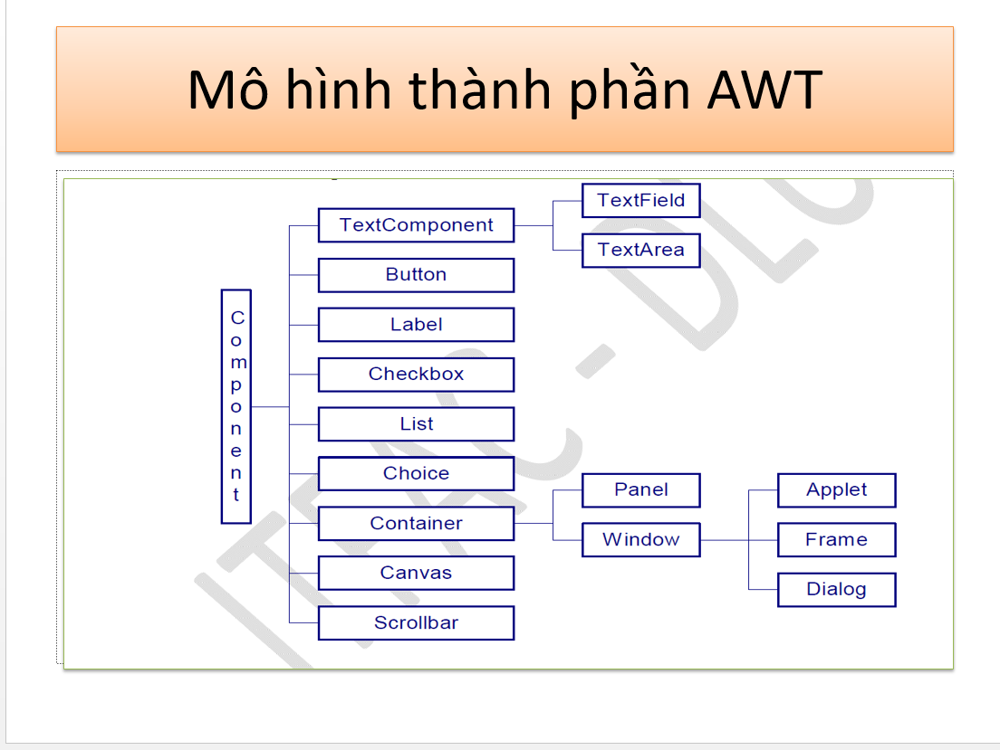 Mô hình thành phần AWT
TextComponent
TextField
TextArea
Button
Label
Checkbox
List
Choice
Container
Canvas
Scrollbar
Component
Panel
Window
Applet
Frame
Dialog